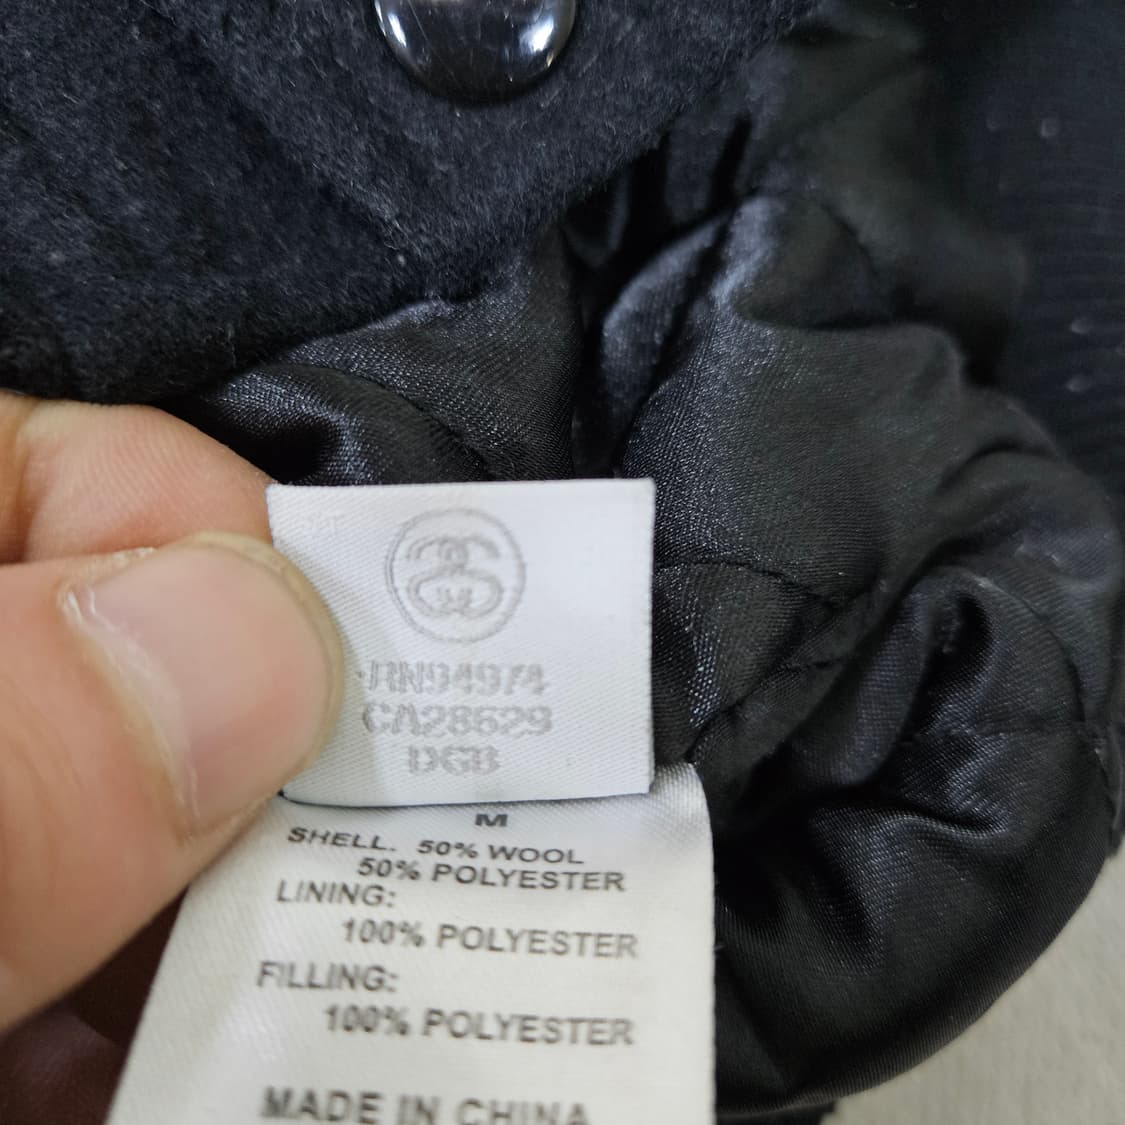 RN94974
CA28629
DGB
M
SHELL. 50% WOOL
50% POLYESTER
LINING:
100% POLYESTER
FILLING:
100% POLYESTER
MADE IN CHINA